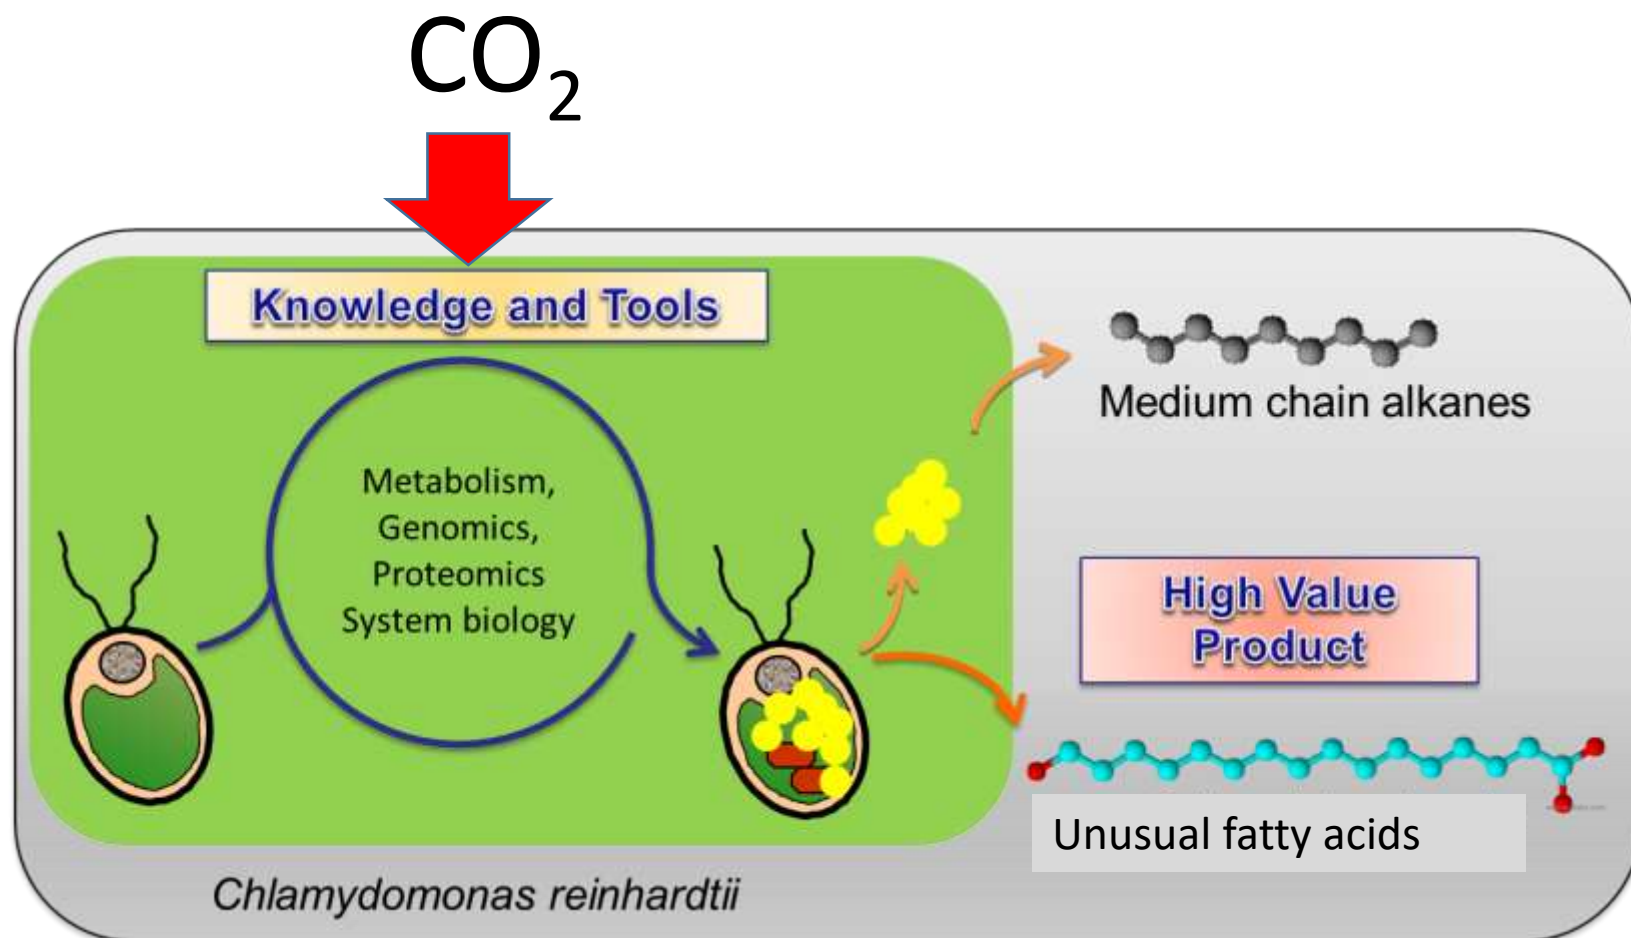 CO₂
Knowledge and Tools
Metabolism,
Genomics,
Proteomics
System biology
Medium chain alkanes
High Value
Product
Unusual fatty acids
Chlamydomonas reinhardtii